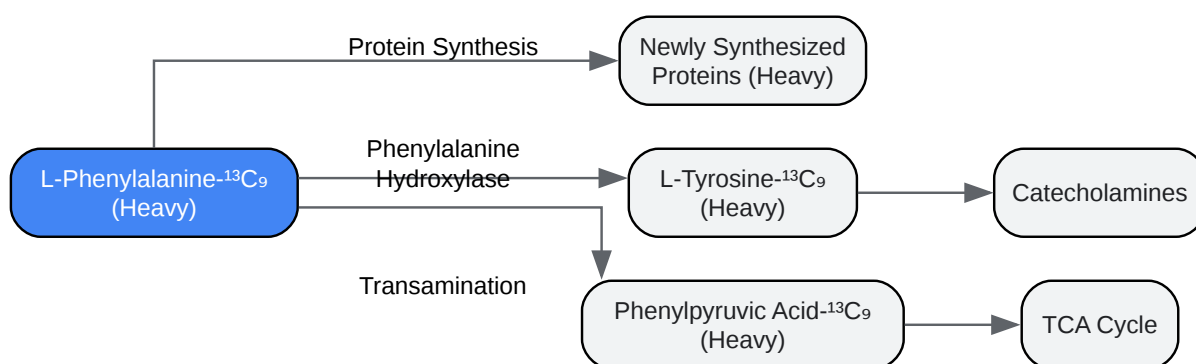 Protein Synthesis
Newly Synthesized
Proteins (Heavy)
L-Phenylalanine-¹³C₉
(Heavy)
Phenylalanine
Hydroxylase
L-Tyrosine-¹³C₉
(Heavy)
Catecholamines
Transamination
Phenylpyruvic Acid-¹³C₉
(Heavy)
TCA Cycle